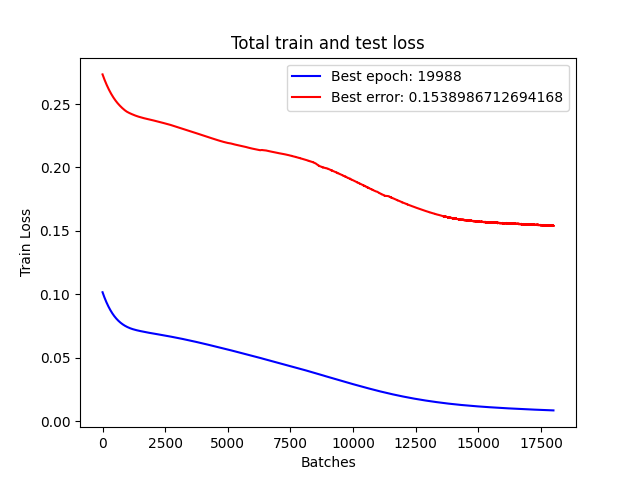 Total train and test loss
Best epoch: 19988
Best error: 0.1538986712694168
0.25
0.20
0.15
0.10
0.05
0.00
Train Loss
0 2500 5000 7500 10000 12500 15000 17500
Batches